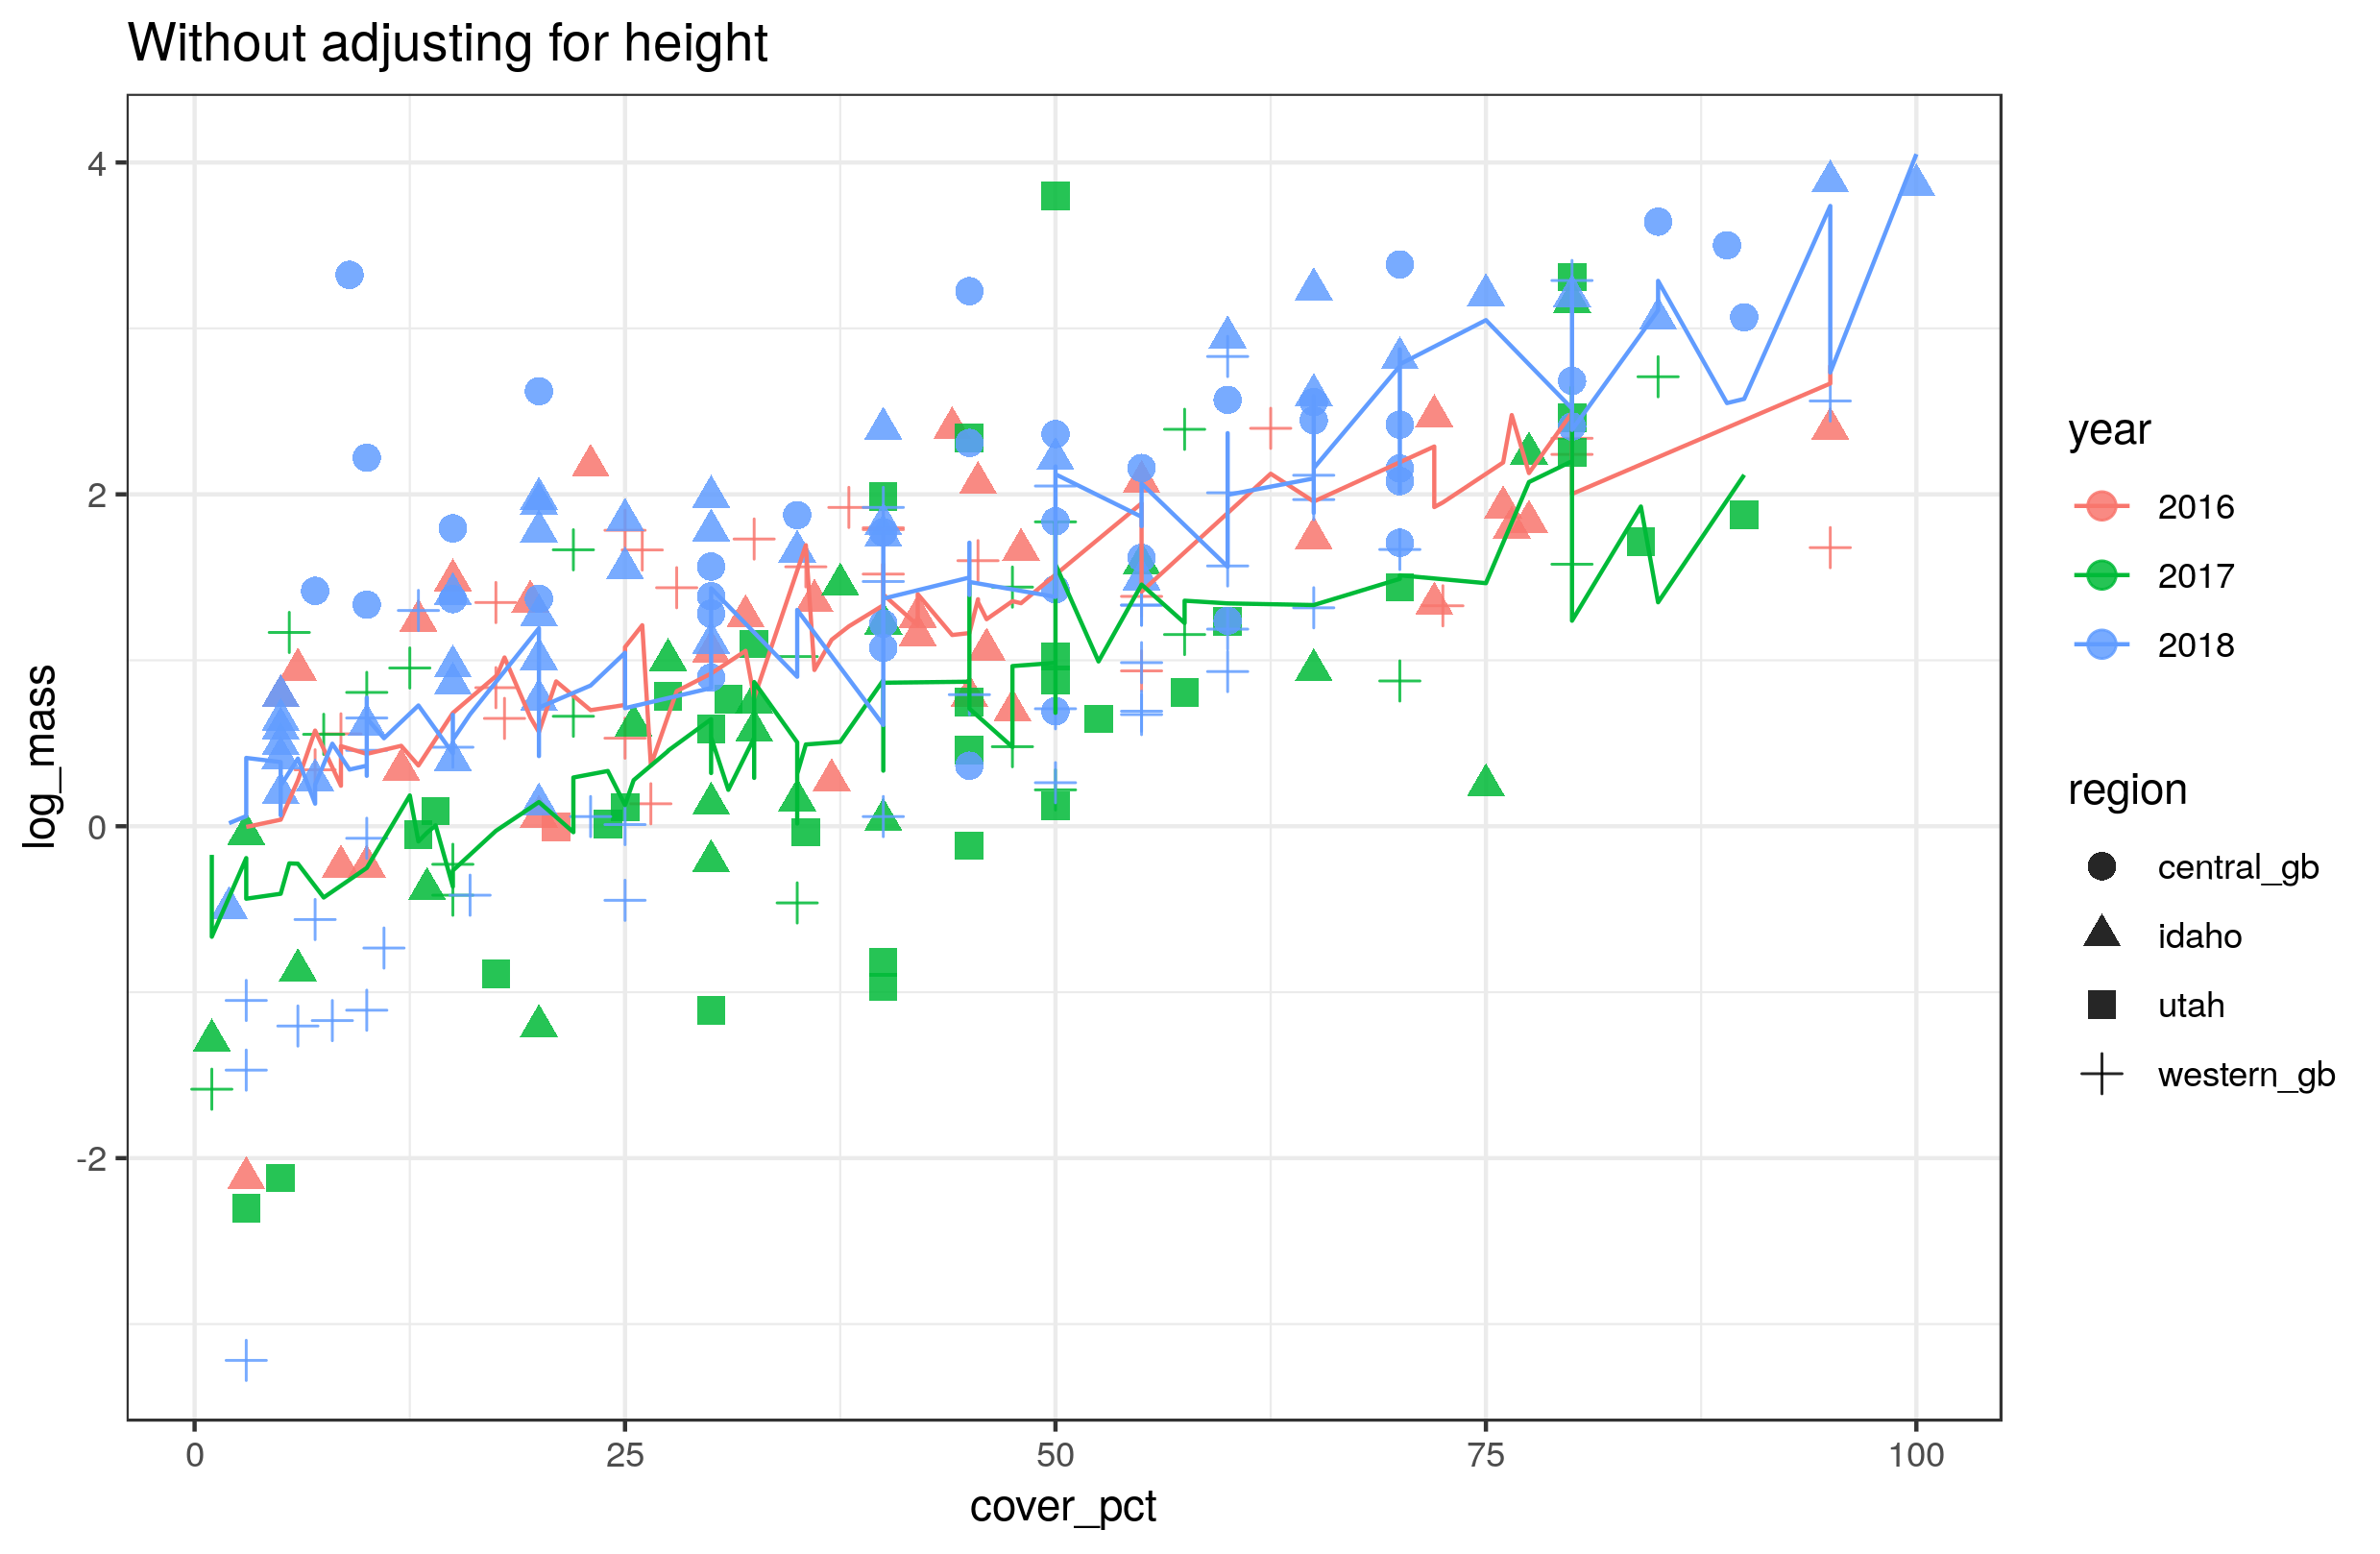 Without adjusting for height
log_mass
4
2
0
-2
0
25
50
75
100
cover_pct
year
2016
2017
2018
region
central_gb
idaho
utah
western_gb